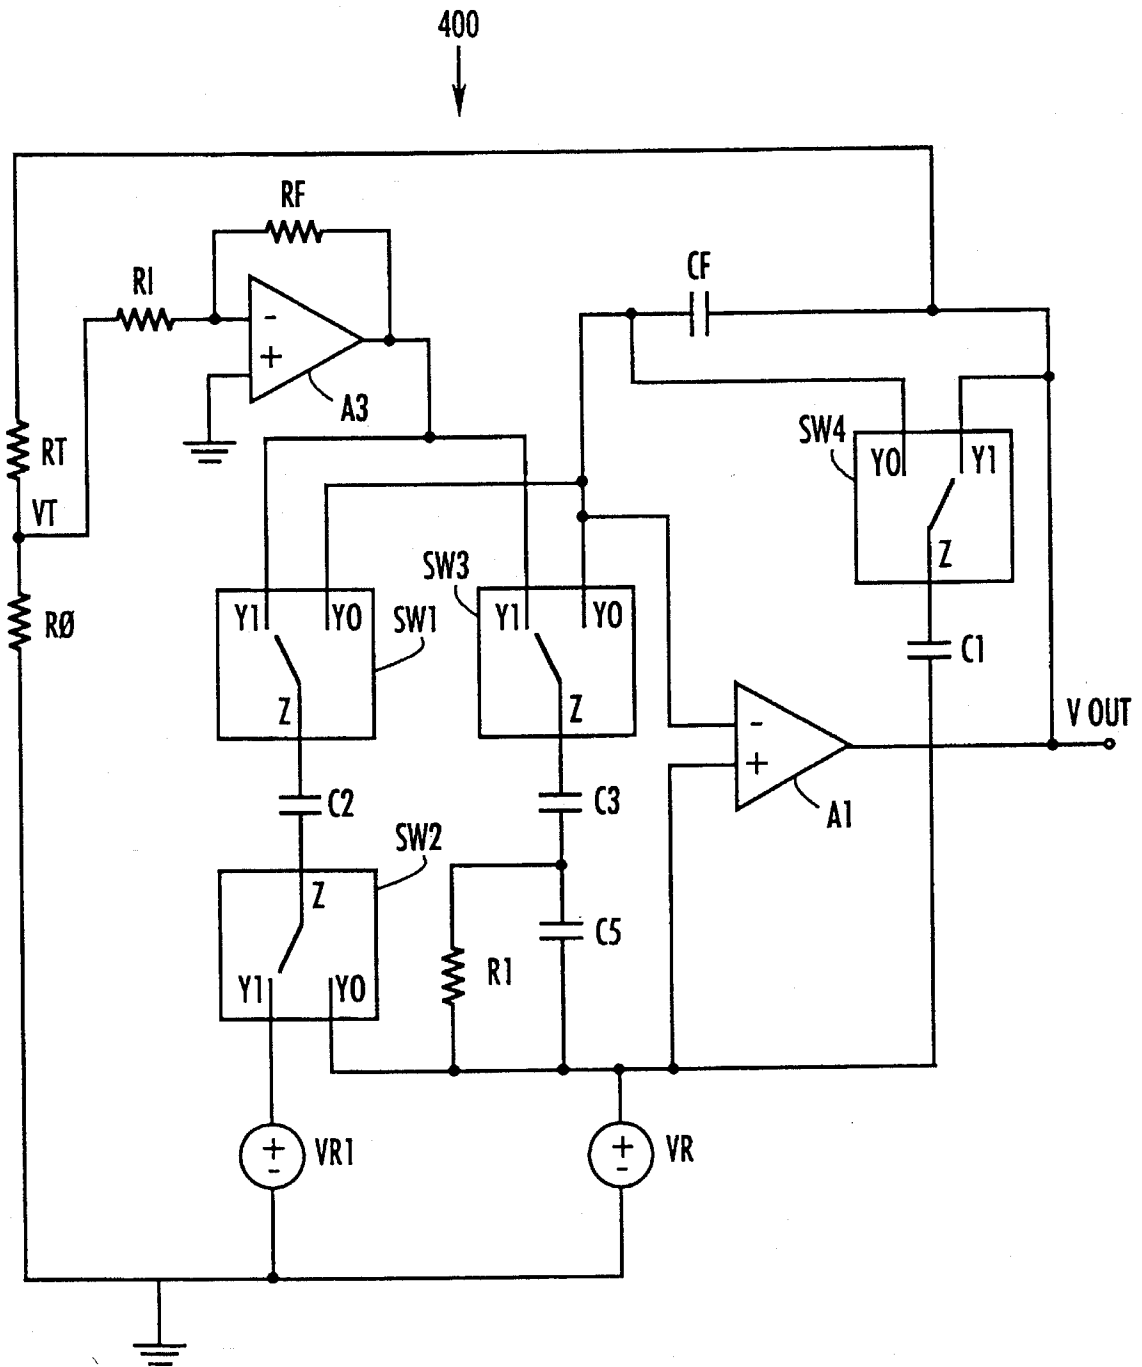 400
RF
RI
-
+
A3
CF
RT
VT
RØ
SW4
Y0
Y1
Z
C1
SW3
Y1
Y0
SW1
Z
Y1
Y0
Z
V OUT
-
+
A1
C2
C3
SW2
Z
Y1
Y0
R1
C5
+
-
VR1
+
-
VR